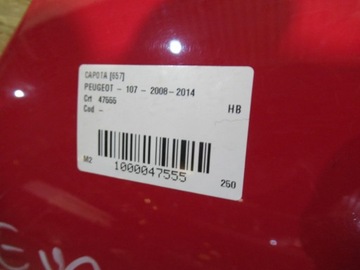 CAPOTA [657]
PEUGEOT - 107 - 2008-2014
Crt 47555
Cod -
HB
M2
1000047555
250